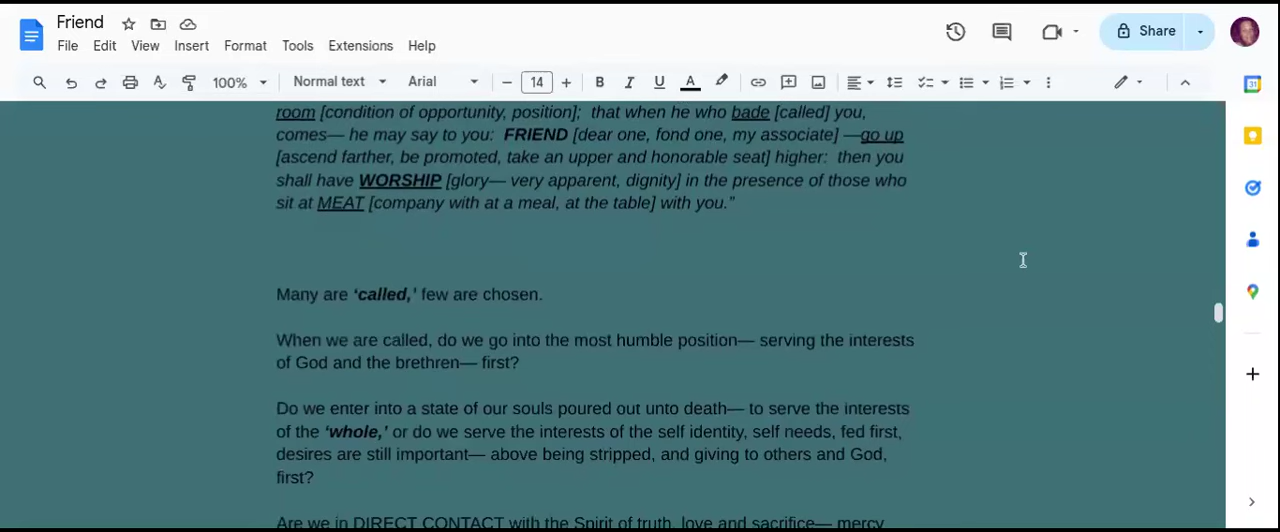 Friend
File Edit View Insert Format Tools Extensions Help
Share
100% Normal text Arial 14 B I U A
room [condition of opportunity, position];  that when he who bade [called] you,
comes— he may say to you:  FRIEND [dear one, fond one, my associate] —go up
[ascend farther, be promoted, take an upper and honorable seat] higher:  then you
shall have WORSHIP [glory— very apparent, dignity] in the presence of those who
sit at MEAT [company with at a meal, at the table] with you.”
Many are ‘called,’ few are chosen.
When we are called, do we go into the most humble position— serving the interests
of God and the brethren— first?
Do we enter into a state of our souls poured out unto death— to serve the interests
of the ‘whole,’ or do we serve the interests of the self identity, self needs, fed first,
desires are still important— above being stripped, and giving to others and God,
first?
Are we in DIRECT CONTACT with the Spirit of truth, love and sacrifice— mercy
31